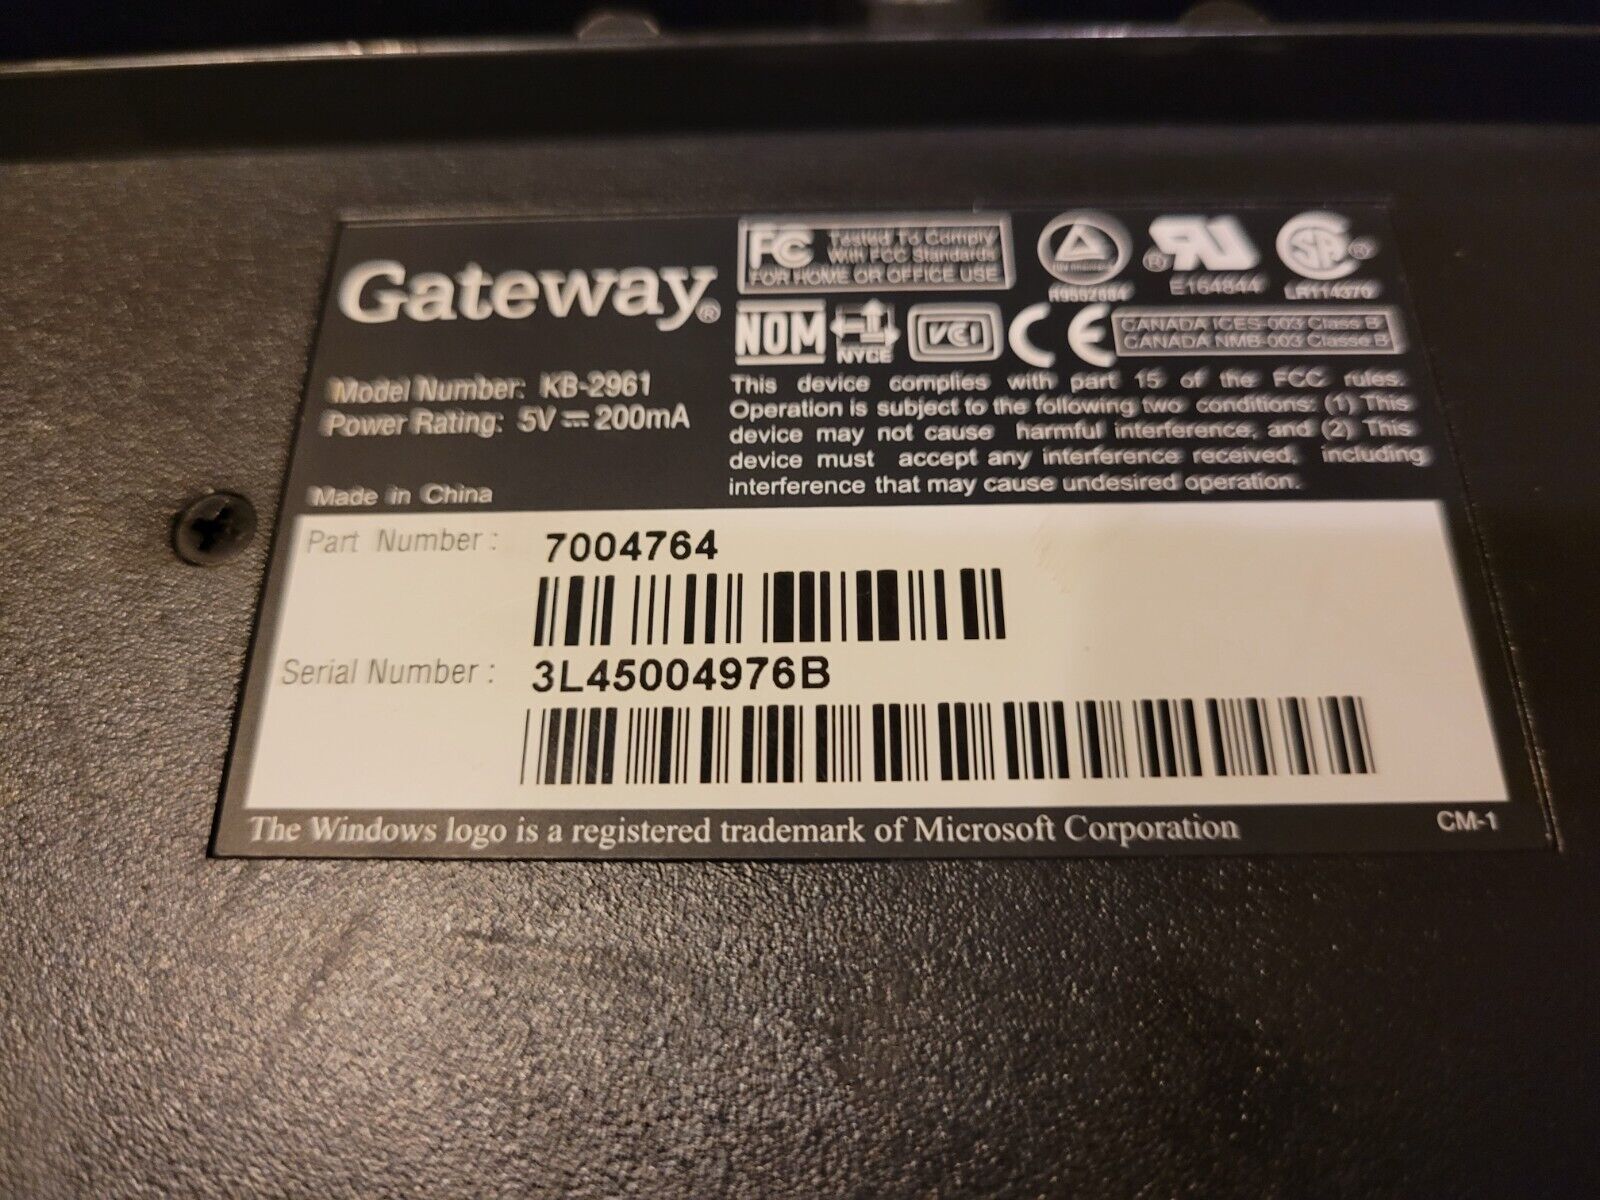 Gateway®
FC Tested To Comply
With FCC Standards
FOR HOME OR OFFICE USE
UL ®
E164844
SA ®
LR114370
NOM
NYCE
VCI
CE
CANADA ICES-003 Class B
CANADA NMB-003 Classe B
Model Number: KB-2961
Power Rating: 5V ⎓ 200mA
Made in China
This device complies with part 15 of the FCC rules.
Operation is subject to the following two conditions: (1) This
device may not cause harmful interference, and (2) This
device must accept any interference received, including
interference that may cause undesired operation.
Part Number: 7004764
Serial Number: 3L45004976B
The Windows logo is a registered trademark of Microsoft Corporation
CM-1